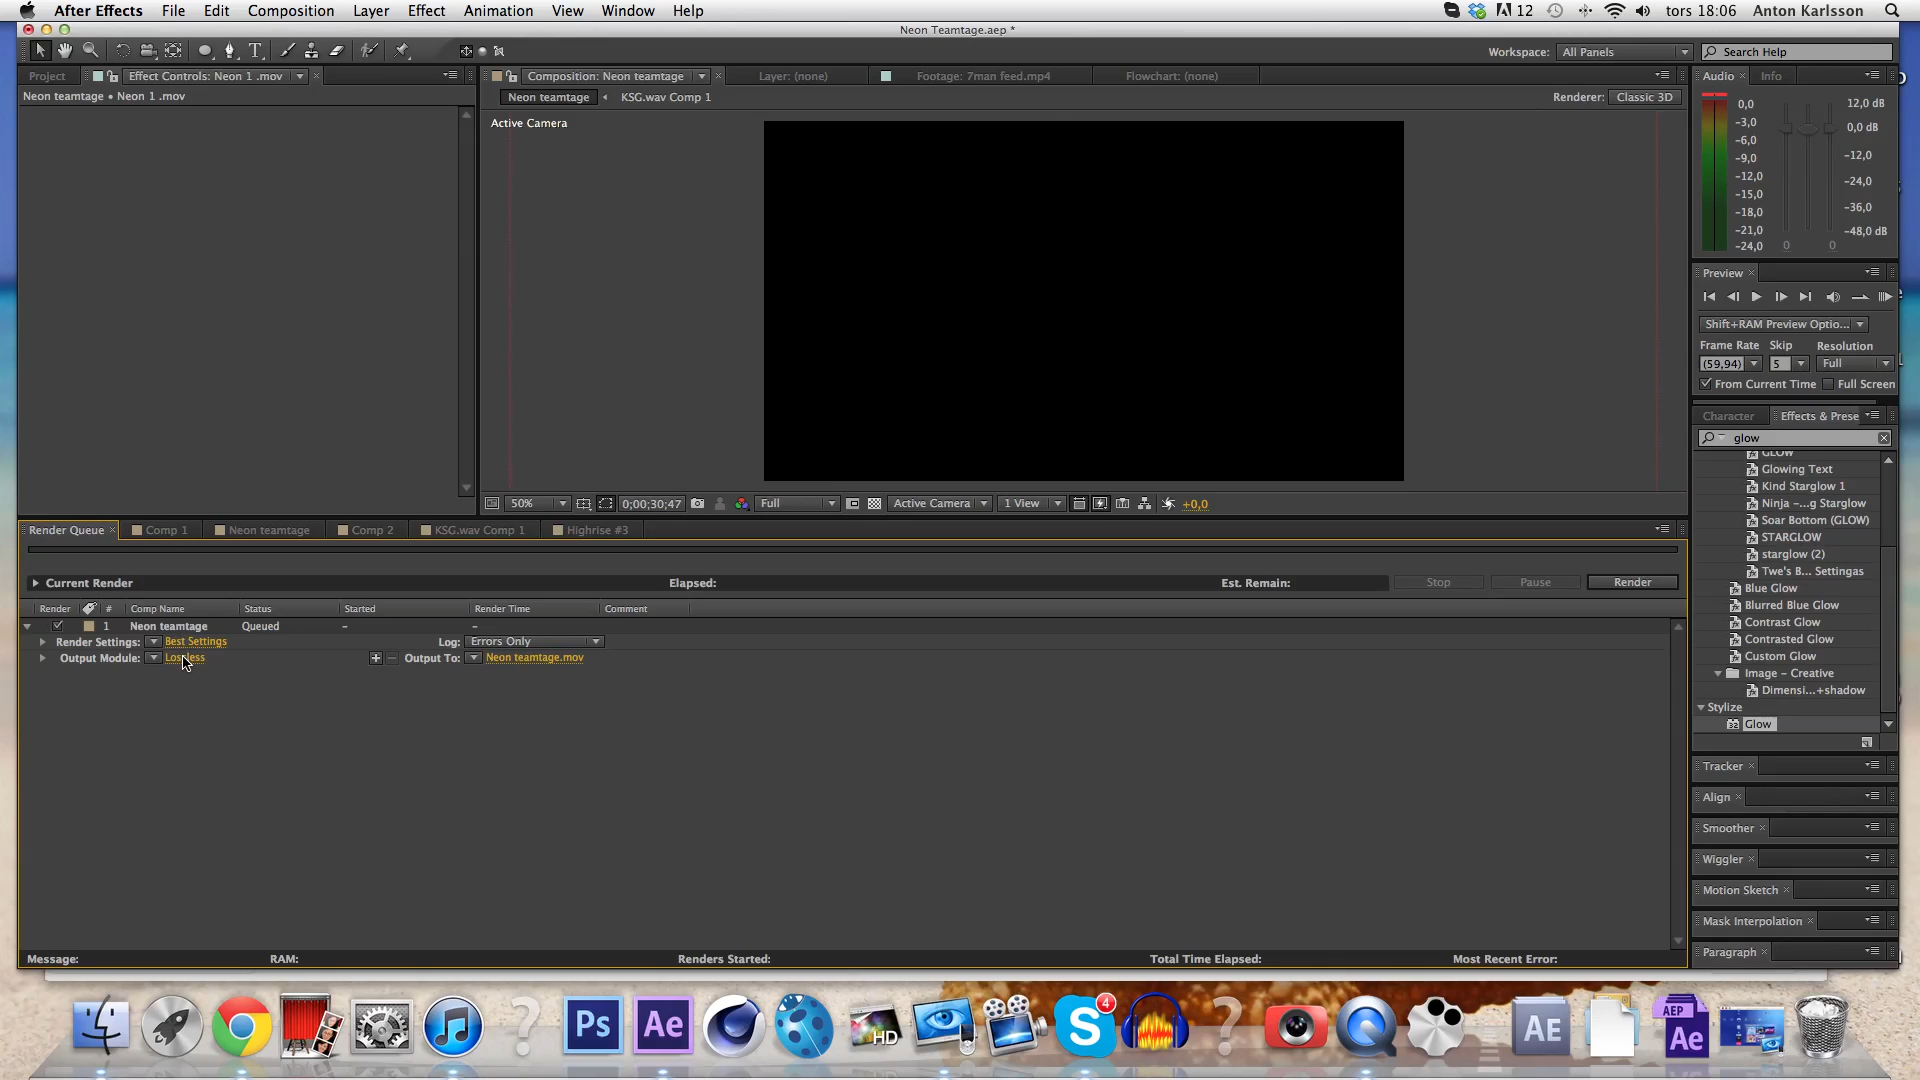 After Effects File Edit Composition Layer Effect Animation View Window Help
12 tors 18:06 Anton Karlsson
Neon Teamtage.aep *
Workspace: All Panels Search Help
Project Effect Controls: Neon 1 .mov
Composition: Neon teamtage Layer: (none) Footage: 7man feed.mp4 Flowchart: (none)
Audio Info
Neon teamtage • Neon 1 .mov
Neon teamtage KSG.wav Comp 1
Renderer: Classic 3D
Active Camera
0,0
-3,0
-6,0
-9,0
-12,0
-15,0
-18,0
-21,0
-24,0
12,0 dB
0,0 dB
-12,0
-24,0
-36,0
-48,0 dB
0 0
Preview
Shift+RAM Preview Optio...
Frame Rate Skip Resolution
(59,94) 5 Full
From Current Time Full Screen
Character Effects & Prese
glow
GLOW
Glowing Text
Kind Starglow 1
Ninja –...g Starglow
Soar Bottom (GLOW)
STARGLOW
starglow (2)
Twe's B... Settingas
Blue Glow
Blurred Blue Glow
Contrast Glow
Contrasted Glow
Custom Glow
Image – Creative
Dimensi...+shadow
Stylize
Glow
50% 0;00;30;47 Full Active Camera 1 View +0,0
Render Queue Comp 1 Neon teamtage Comp 2 KSG.wav Comp 1 Highrise #3
Current Render Elapsed: Est. Remain: Stop Pause Render
Render # Comp Name Status Started Render Time Comment
1 Neon teamtage Queued – –
Render Settings: Best Settings Log: Errors Only
Output Module: Lossless Output To: Neon teamtage.mov
Tracker
Align
Smoother
Wiggler
Motion Sketch
Mask Interpolation
Paragraph
Message: RAM: Renders Started: Total Time Elapsed: Most Recent Error:
Ps Ae HD 4 AE AEP Ae